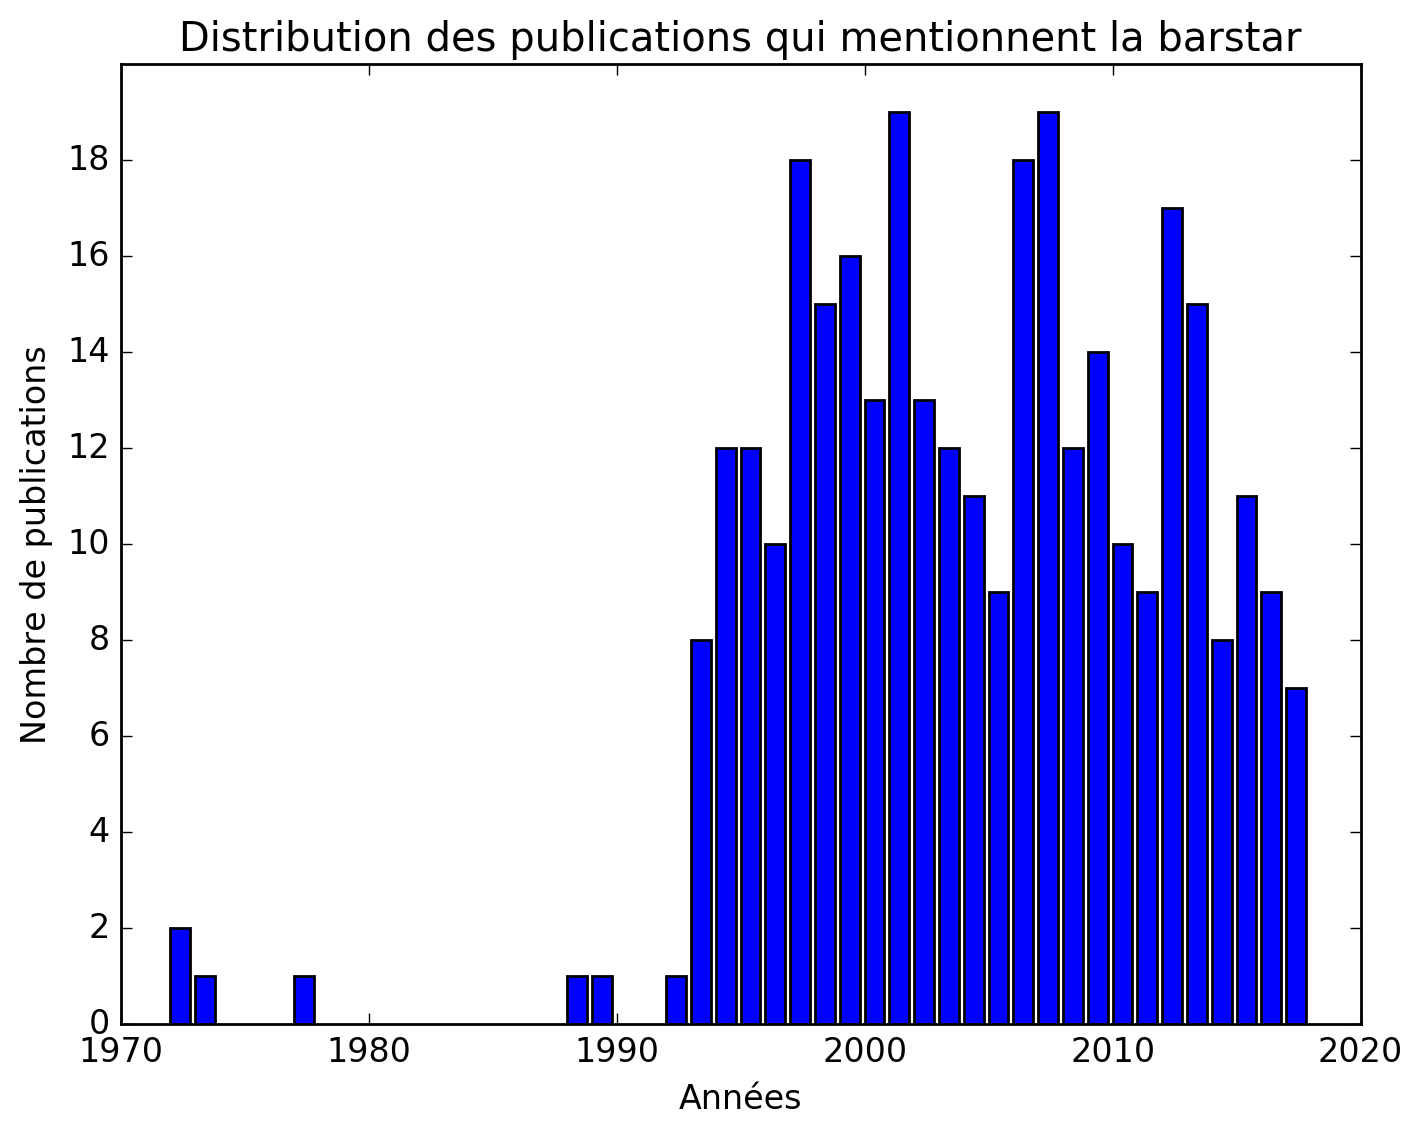 Distribution des publications qui mentionnent la barstar
18
16
14
12
10
8
6
4
2
0
Nombre de publications
1970 1980 1990 2000 2010 2020
Années